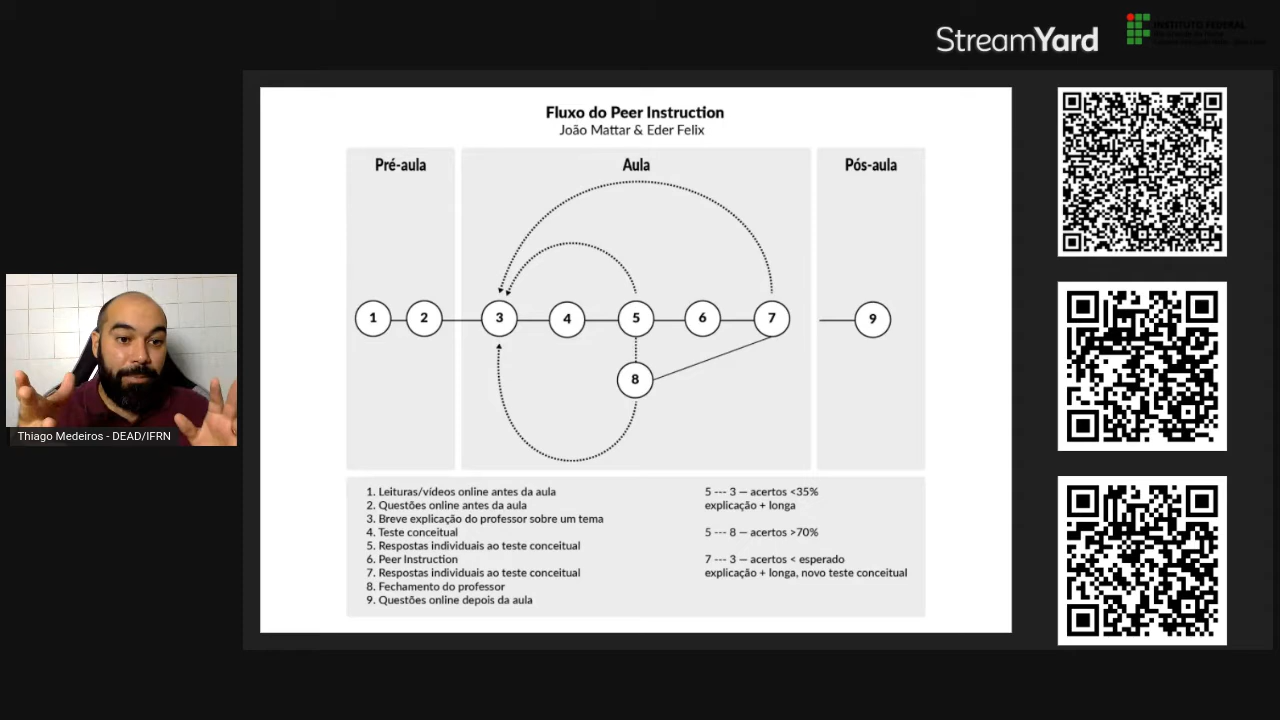 StreamYard
INSTITUTO FEDERAL
Fluxo do Peer Instruction
João Mattar & Eder Felix
Pré-aula
Aula
Pós-aula
1
2
3
4
5
6
7
9
8
Thiago Medeiros - DEAD/IFRN
1. Leituras/vídeos online antes da aula
2. Questões online antes da aula
3. Breve explicação do professor sobre um tema
4. Teste conceitual
5. Respostas individuais ao teste conceitual
6. Peer Instruction
7. Respostas individuais ao teste conceitual
8. Fechamento do professor
9. Questões online depois da aula
5 --- 3 — acertos <35%
explicação + longa
5 --- 8 — acertos >70%
7 --- 3 — acertos < esperado
explicação + longa, novo teste conceitual